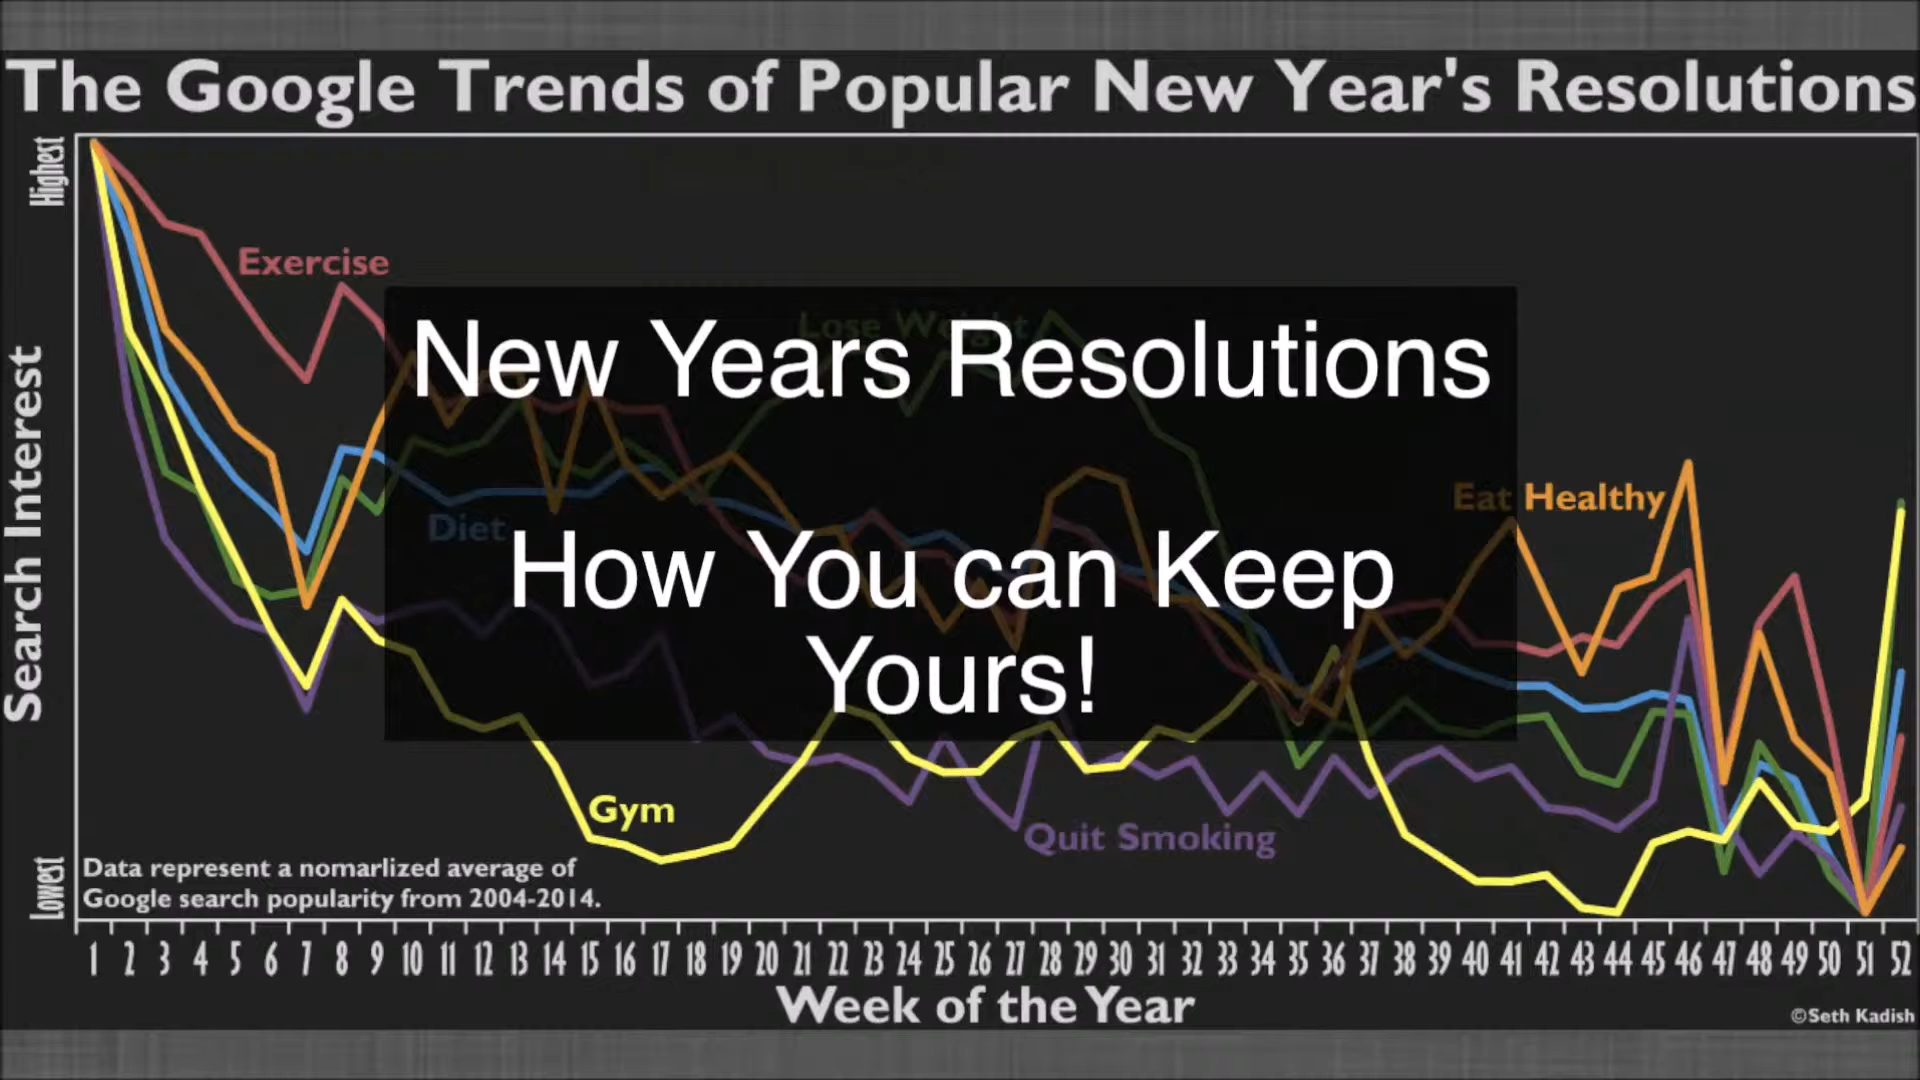 The Google Trends of Popular New Year's Resolutions
Highest
Search Interest
Lowest
Exercise
Lose Weight
New Years Resolutions
Eat Healthy
Diet
How You can Keep
Yours!
Gym
Quit Smoking
Data represent a nomarlized average of
Google search popularity from 2004-2014.
1 2 3 4 5 6 7 8 9 10 11 12 13 14 15 16 17 18 19 20 21 22 23 24 25 26 27 28 29 30 31 32 33 34 35 36 37 38 39 40 41 42 43 44 45 46 47 48 49 50 51 52
Week of the Year
©Seth Kadish